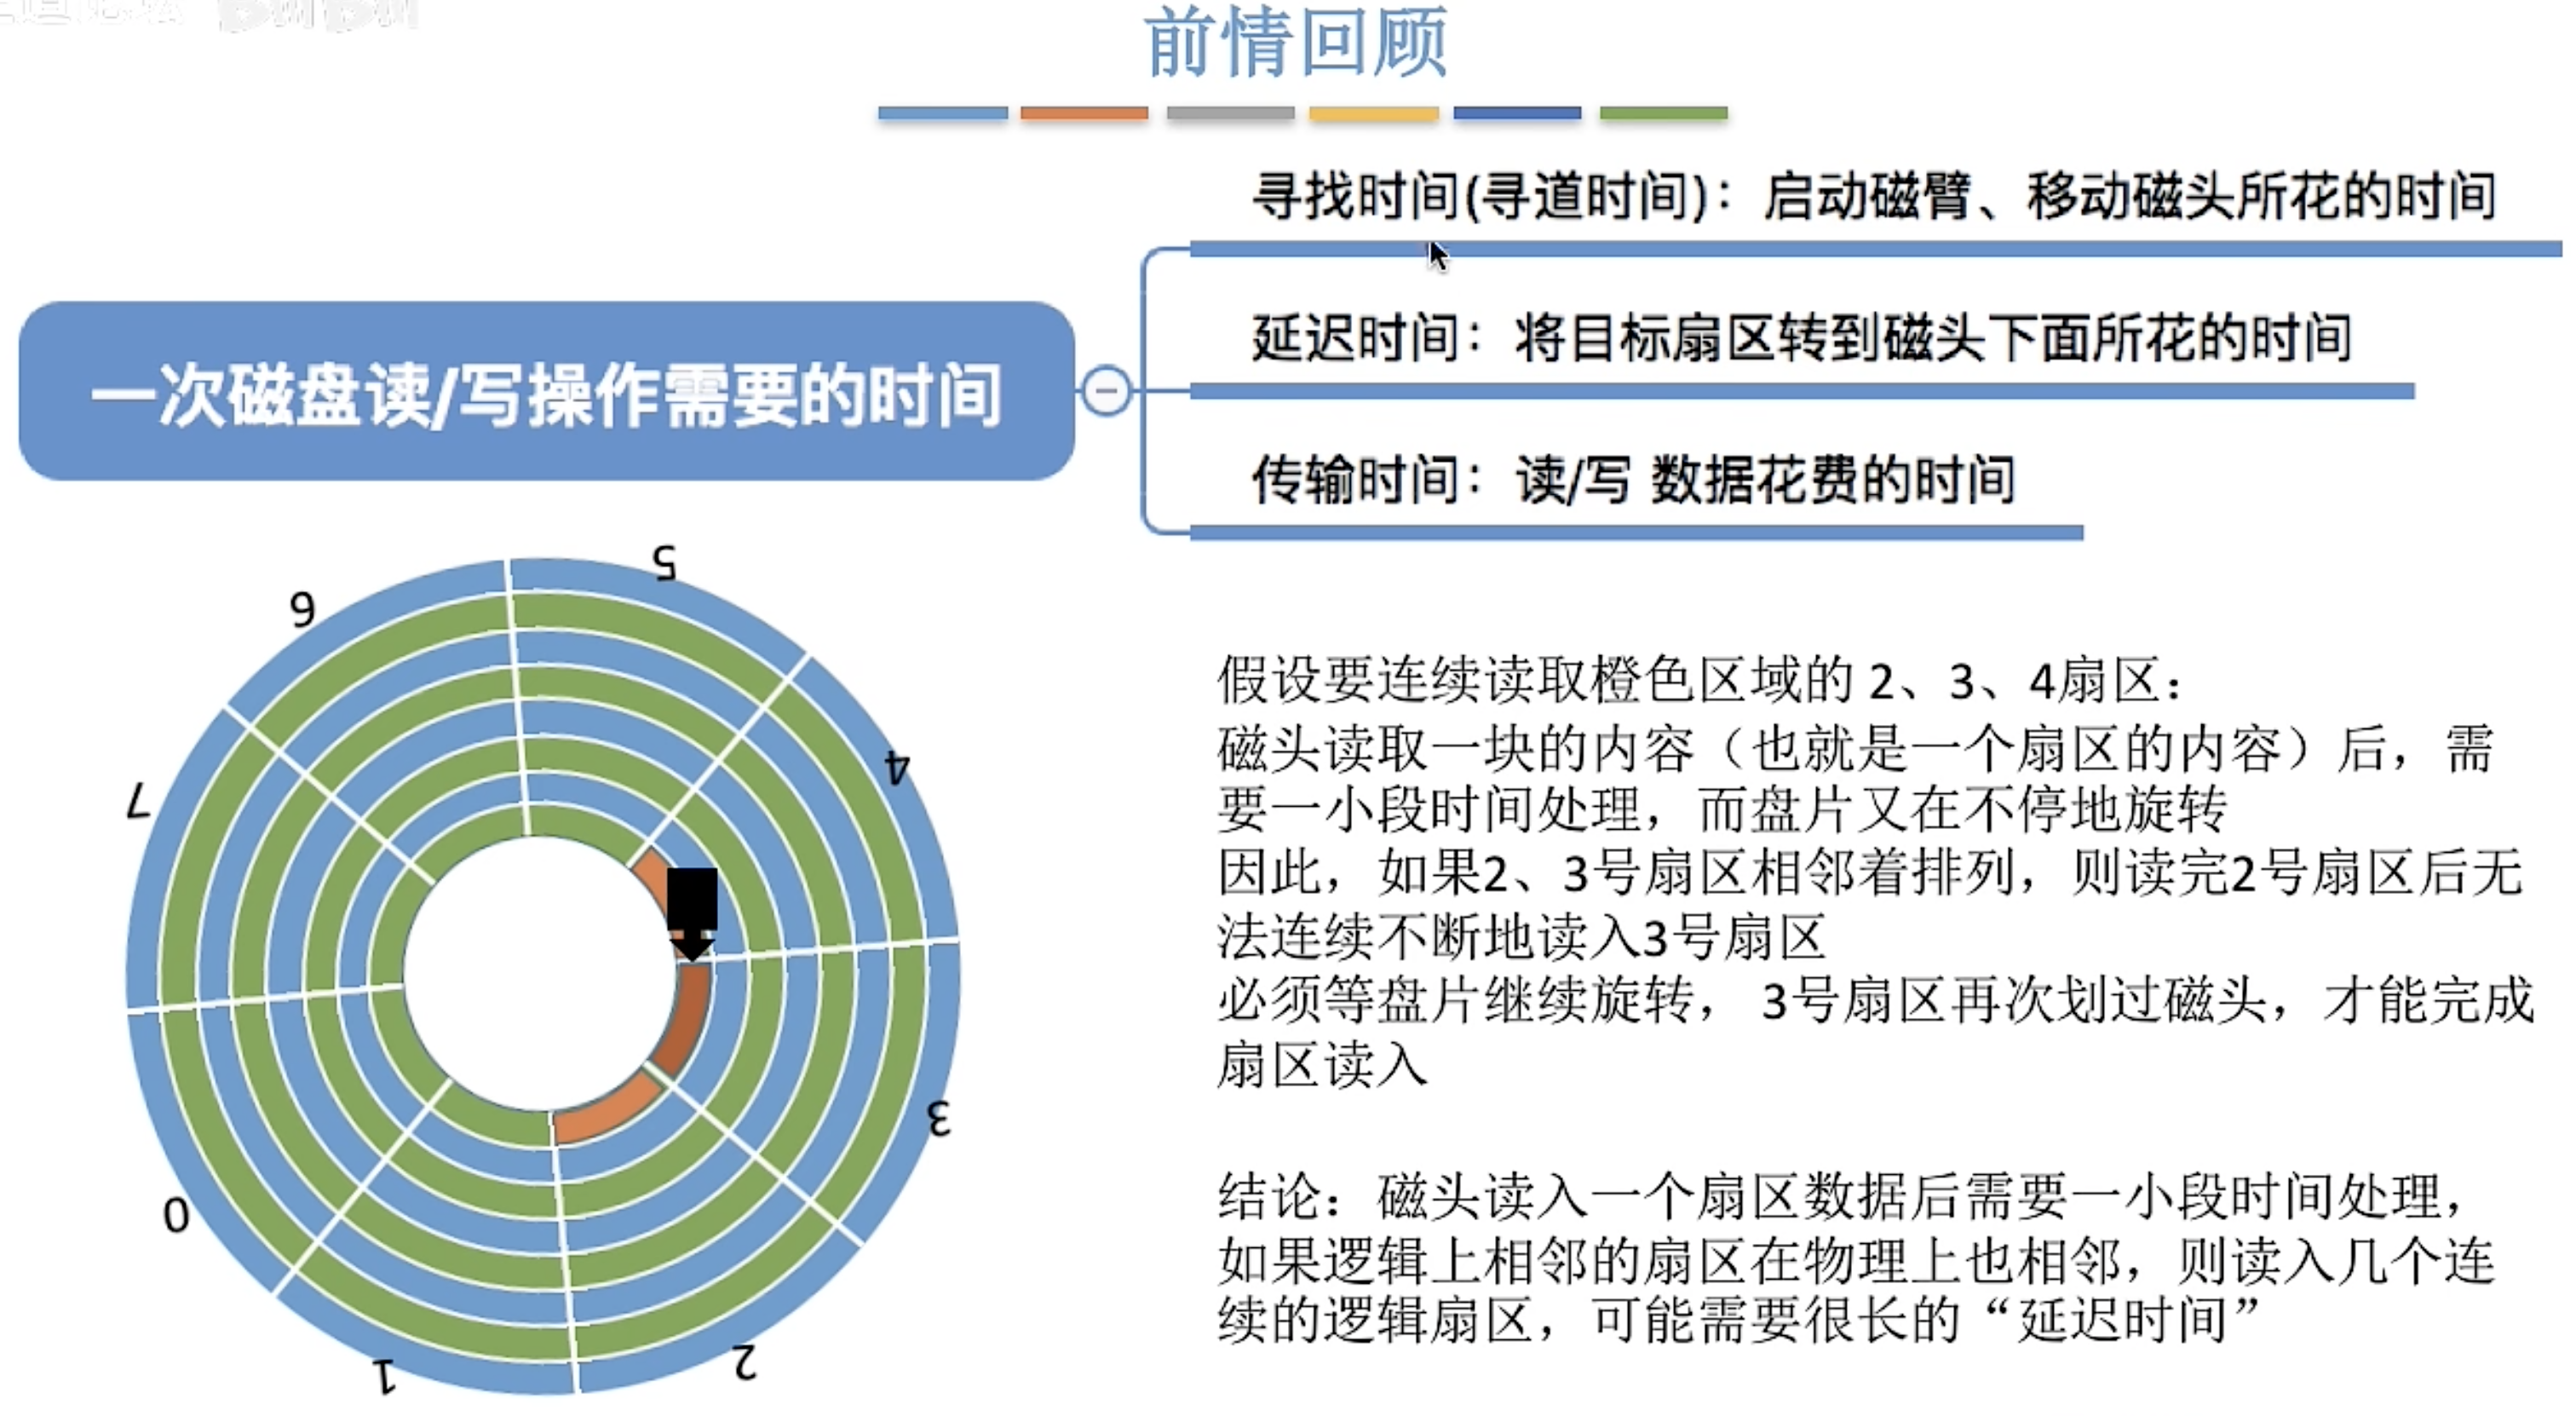 前情回顾
寻找时间(寻道时间)：启动磁臂、移动磁头所花的时间
延迟时间：将目标扇区转到磁头下面所花的时间
一次磁盘读/写操作需要的时间
传输时间：读/写 数据花费的时间
5
6
4
7
3
0
2
1
假设要连续读取橙色区域的 2、3、4扇区：
磁头读取一块的内容（也就是一个扇区的内容）后，需
要一小段时间处理，而盘片又在不停地旋转
因此，如果2、3号扇区相邻着排列，则读完2号扇区后无
法连续不断地读入3号扇区
必须等盘片继续旋转， 3号扇区再次划过磁头，才能完成
扇区读入
结论：磁头读入一个扇区数据后需要一小段时间处理，
如果逻辑上相邻的扇区在物理上也相邻，则读入几个连
续的逻辑扇区，可能需要很长的“延迟时间”